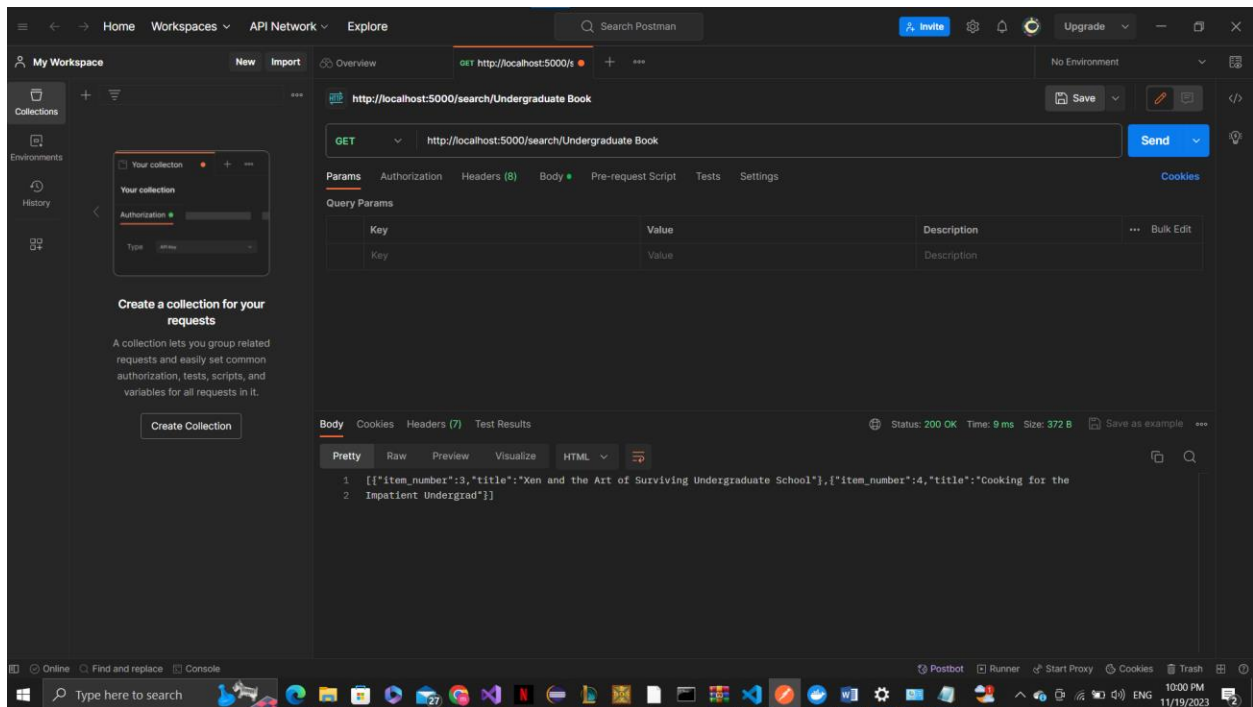 Home Workspaces API Network Explore Search Postman Invite Upgrade
My Workspace New Import Overview GET http://localhost:5000/s No Environment
Collections
Environments
History
Your collecton
Your collection
Authorization
Type API Key
Create a collection for your
requests
A collection lets you group related
requests and easily set common
authorization, tests, scripts, and
variables for all requests in it.
Create Collection
HTTP http://localhost:5000/search/Undergraduate Book Save
GET http://localhost:5000/search/Undergraduate Book Send
Params Authorization Headers (8) Body Pre-request Script Tests Settings Cookies
Query Params
Key Value Description Bulk Edit
Key Value Description
Body Cookies Headers (7) Test Results Status: 200 OK Time: 9 ms Size: 372 B Save as example
Pretty Raw Preview Visualize HTML
1 [{"item_number":3,"title":"Xen and the Art of Surviving Undergraduate School"},{"item_number":4,"title":"Cooking for the
2 Impatient Undergrad"}]
Online Find and replace Console Postbot Runner Start Proxy Cookies Trash
Type here to search 27 ENG 10:00 PM
11/19/2023 2